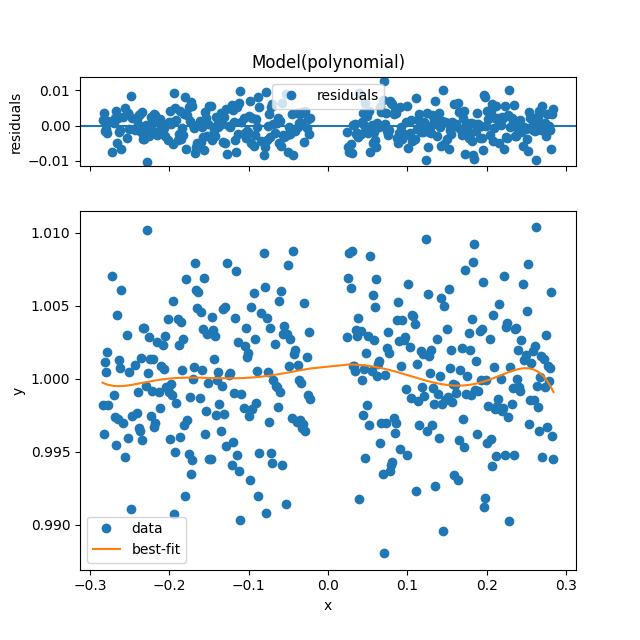 Model(polynomial)
residuals
0.01
0.00
−0.01
residuals
y
1.010
1.005
1.000
0.995
0.990
data
best-fit
−0.3 −0.2 −0.1 0.0 0.1 0.2 0.3
x